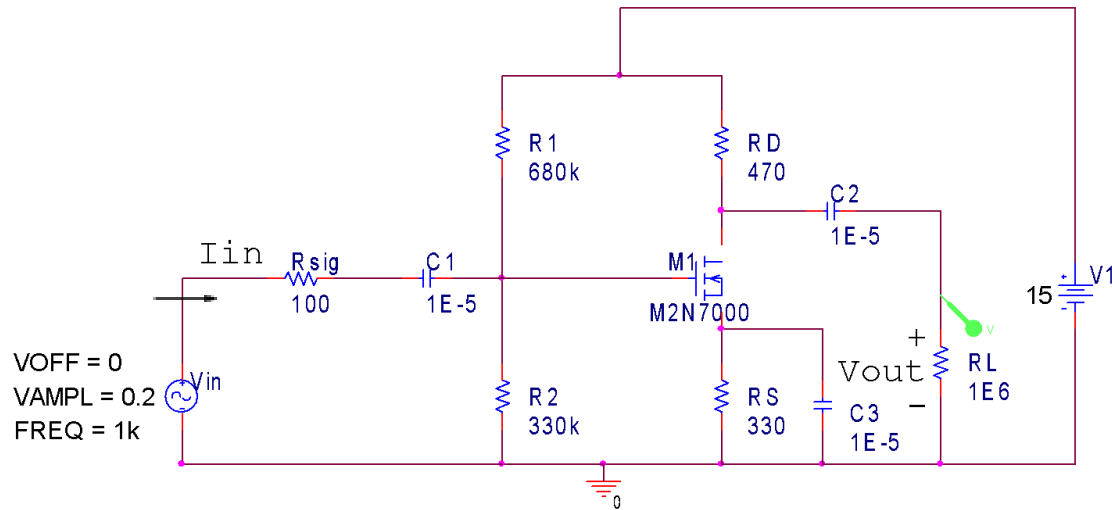 R1
680k
RD
470
C2
1E-5
Iin
Rsig
100
C1
1E-5
M1
M2N7000
+
-
V1
15
V
VOFF = 0
VAMPL = 0.2
FREQ = 1k
+
-
Vin
R2
330k
RS
330
C3
1E-5
+
Vout
−
RL
1E6
0